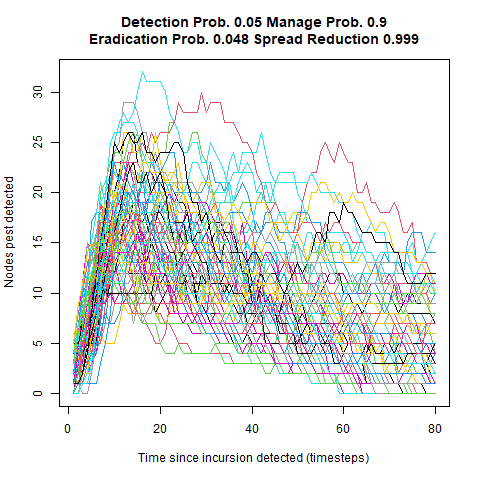 Detection Prob. 0.05 Manage Prob. 0.9
Eradication Prob. 0.048 Spread Reduction 0.999
Nodes pest detected
30
25
20
15
10
5
0
0 20 40 60 80
Time since incursion detected (timesteps)